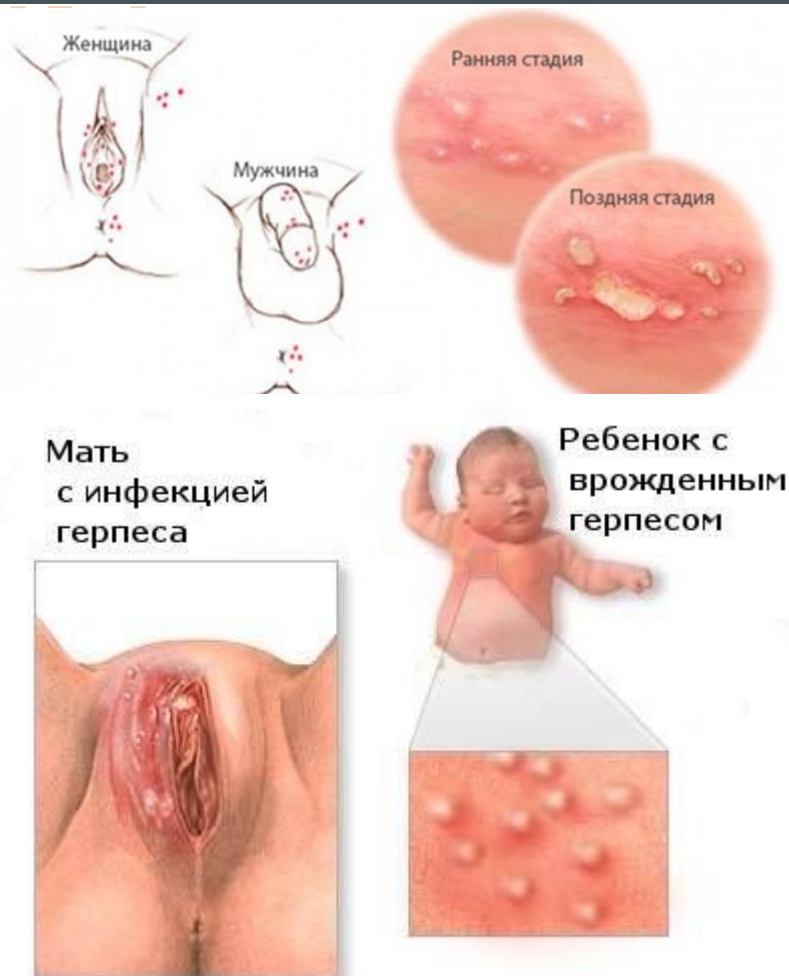 Женщина
Мужчина
Ранняя стадия
Поздняя стадия
Мать
с инфекцией
герпеса
Ребенок с
врожденным
герпесом